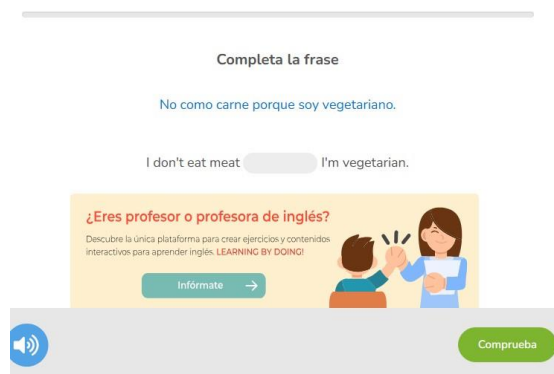 Completa la frase
No como carne porque soy vegetariano.
I don't eat meat I'm vegetarian.
¿Eres profesor o profesora de inglés?
Descubre la única plataforma para crear ejercicios y contenidos
interactivos para aprender inglés. LEARNING BY DOING!
Infórmate →
Comprueba